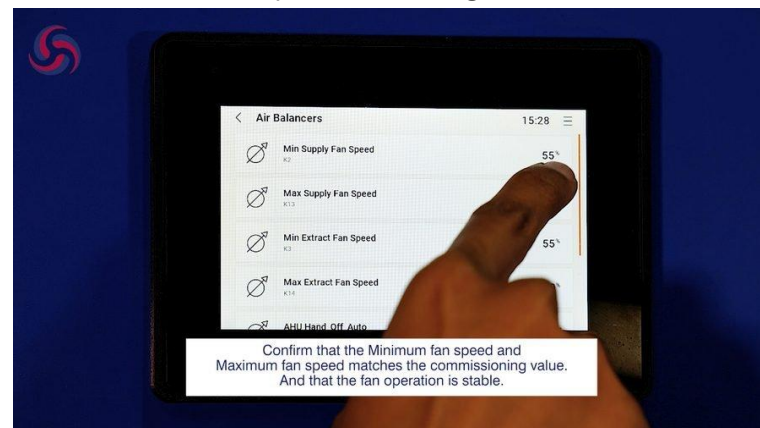 Air Balancers
15:28
Min Supply Fan Speed
55%
K2
Max Supply Fan Speed
K13
Min Extract Fan Speed
55%
K3
Max Extract Fan Speed
K14
AHU Hand Off Auto
Confirm that the Minimum fan speed and
Maximum fan speed matches the commissioning value.
And that the fan operation is stable.